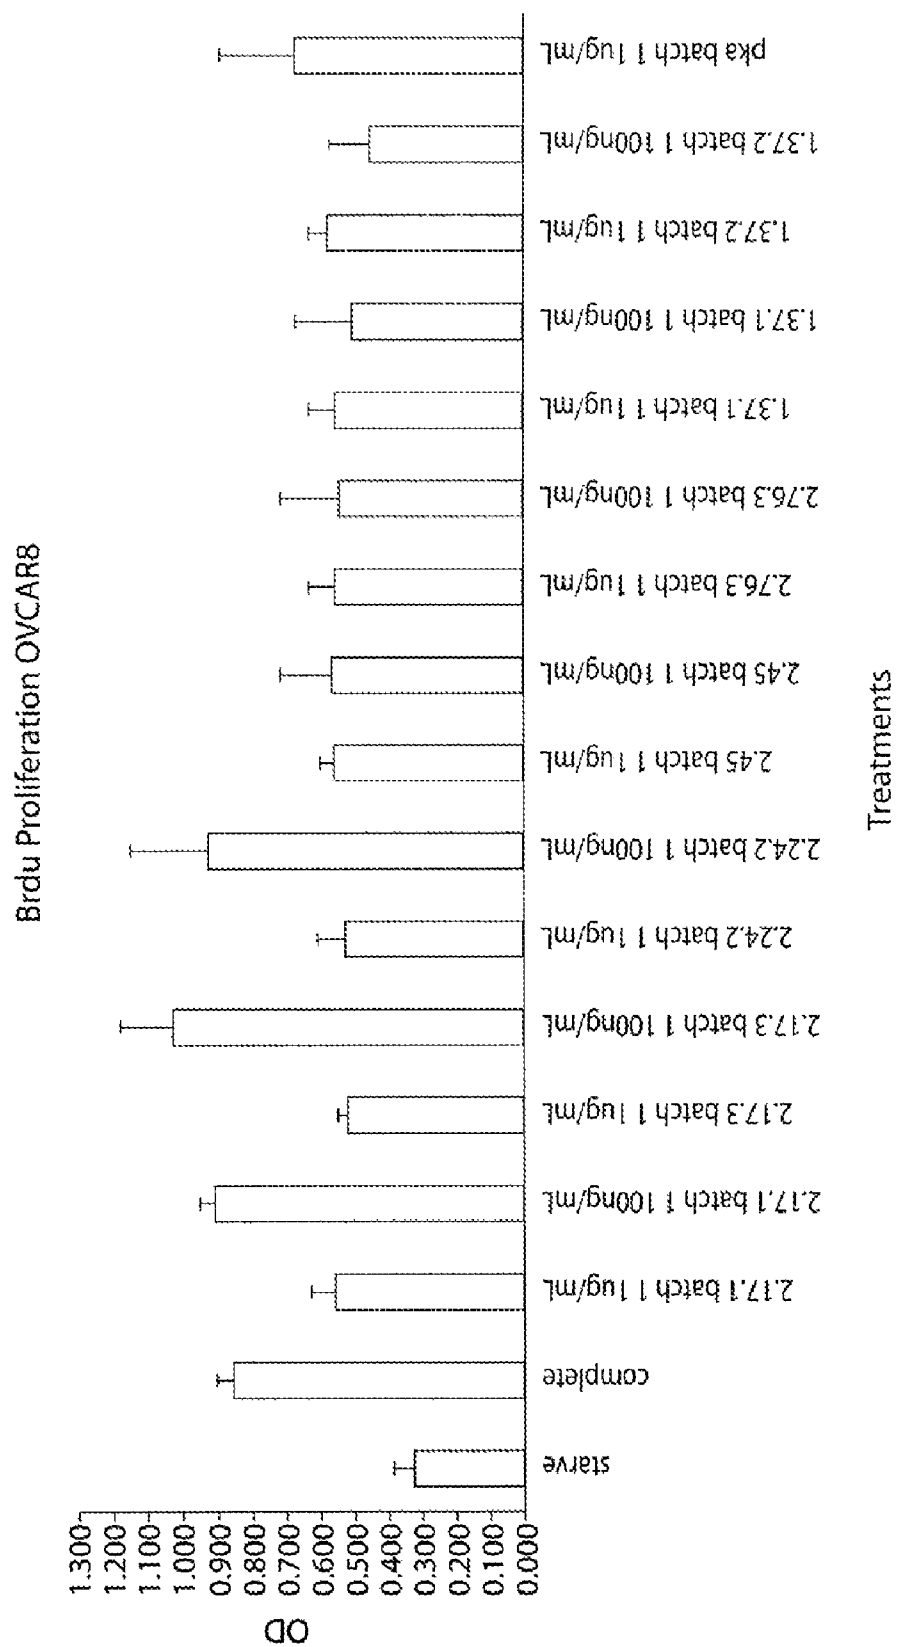 Brdu Proliferation OVCAR8
OD
1.300
1.100
1.100
1.000
0.900
0.800
0.700
0.600
0.500
0.400
0.300
0.200
0.100
0.000
starve
complete
2.17.1 batch 1 1ug/mL
2.17.1 batch 1 100ng/mL
2.17.3 batch 1 1ug/mL
2.17.3 batch 1 100ng/mL
2.24.2 batch 1 1ug/mL
2.24.2 batch 1 100ng/mL
2.45 batch 1 1ug/mL
2.45 batch 1 100ng/mL
2.76.3 batch 1 1ug/mL
2.76.3 batch 1 100ng/mL
1.37.1 batch 1 1ug/mL
1.37.1 batch 1 100ng/mL
1.37.2 batch 1 1ug/mL
1.37.2 batch 1 100ng/mL
pka batch 1 1ug/mL
Treatments